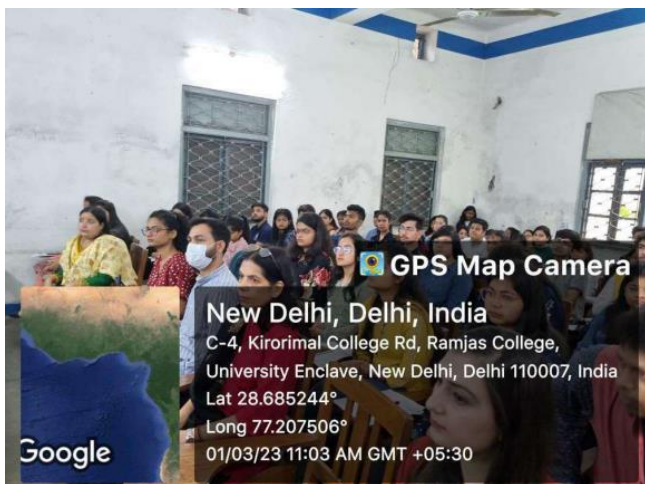 GPS Map Camera
New Delhi, Delhi, India
C-4, Kirorimal College Rd, Ramjas College,
University Enclave, New Delhi, Delhi 110007, India
Lat 28.685244°
Long 77.207506°
01/03/23 11:03 AM GMT +05:30
Google